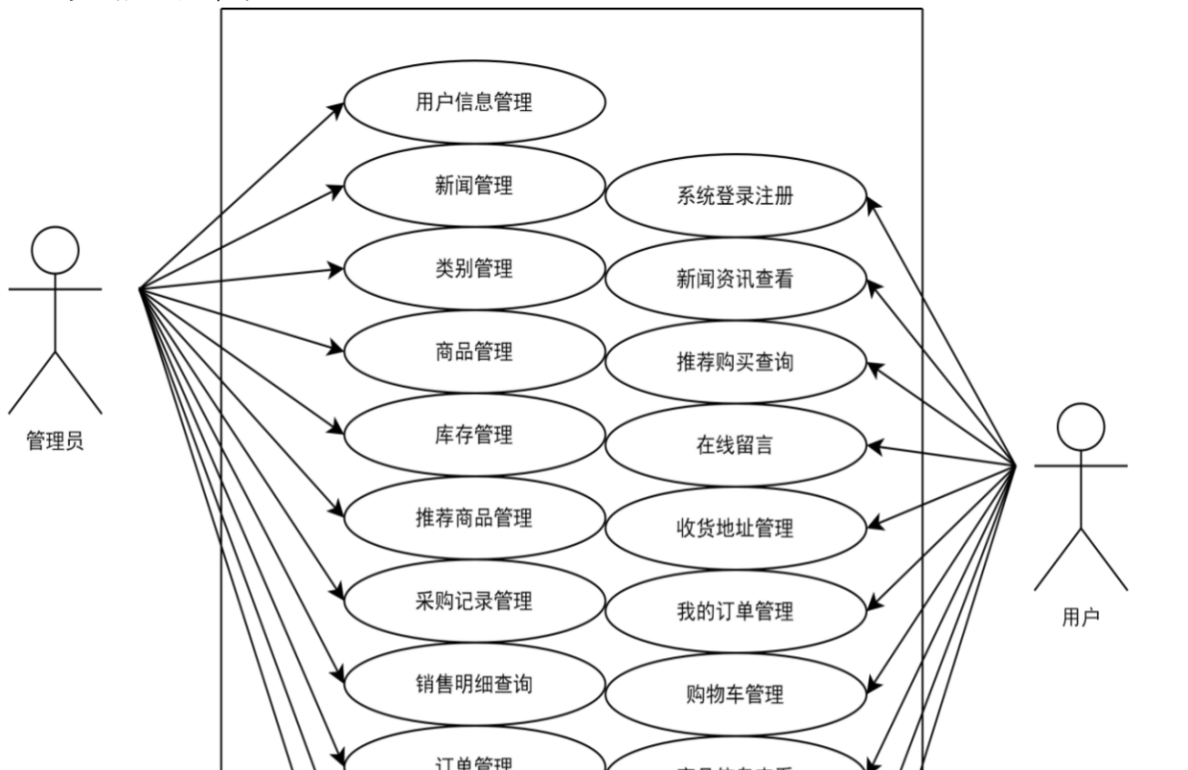 用户信息管理
新闻管理
系统登录注册
类别管理
新闻资讯查看
商品管理
推荐购买查询
库存管理
在线留言
管理员
推荐商品管理
收货地址管理
采购记录管理
我的订单管理
用户
销售明细查询
购物车管理
订单管理